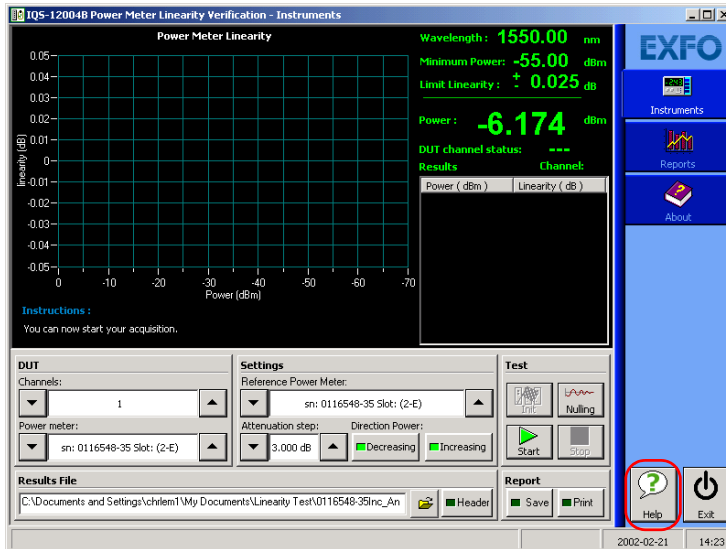 IQS-12004B Power Meter Linearity Verification - Instruments
Power Meter Linearity
linearity (dB)
0.05
0.04
0.03
0.02
0.01
0
-0.01
-0.02
-0.03
-0.04
-0.05
0 -10 -20 -30 -40 -50 -60 -70
Power (dBm)
Instructions :
You can now start your acquisition.
Wavelength : 1550.00 nm
Minimum Power: -55.00 dBm
Limit Linearity : ± 0.025 dB
Power : -6.174 dBm
DUT channel status: ---
Results Channel:
Power ( dBm ) Linearity ( dB )
EXFO
Instruments
Reports
About
DUT
Channels:
1
Power meter:
sn: 0116548-35 Slot: (2-E)
Settings
Reference Power Meter:
sn: 0116548-35 Slot: (2-E)
Attenuation step: Direction Power:
3.000 dB Decreasing Increasing
Test
Init Nulling
Start Stop
Results File
C:\Documents and Settings\chrlem1\My Documents\Linearity Test\0116548-35Inc_An
Header
Report
Save Print
Help Exit
2002-02-21 14:23